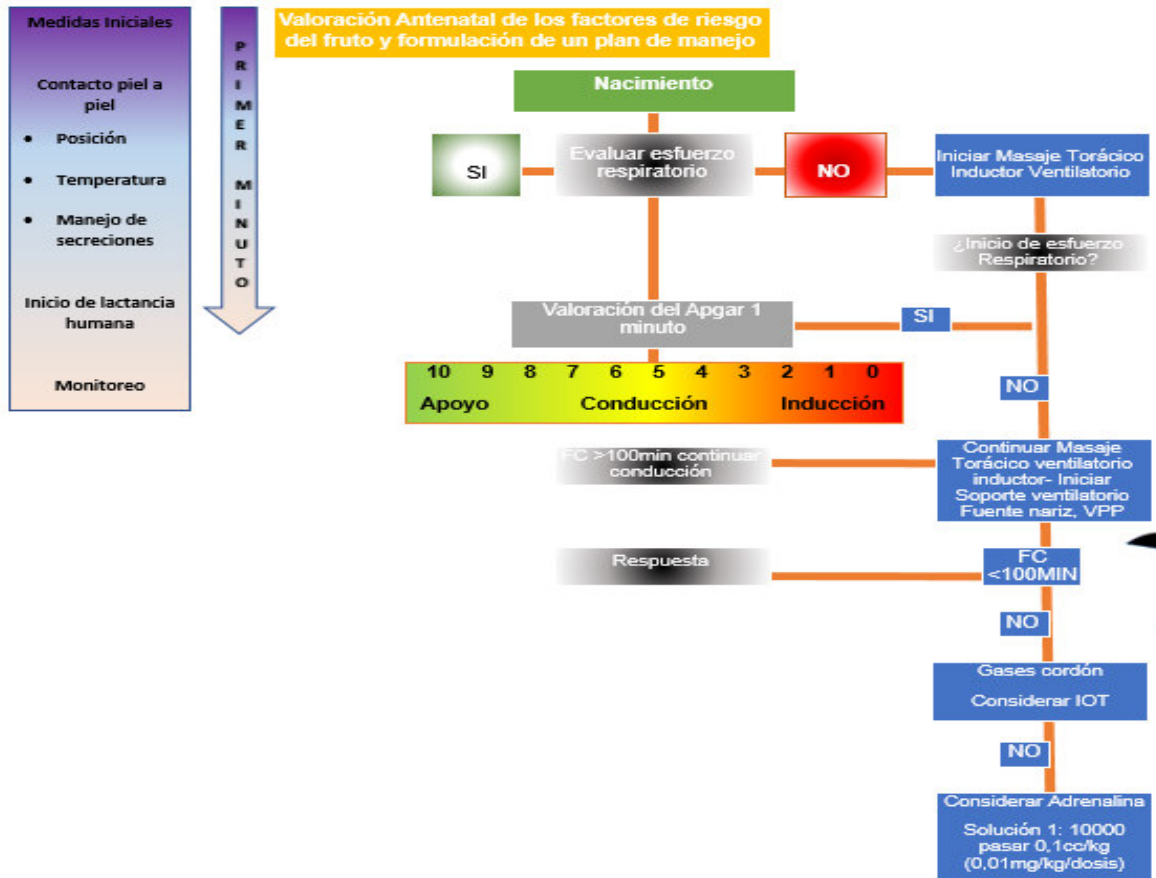 Medidas Iniciales
Contacto piel a
piel
• Posición
• Temperatura
• Manejo de
secreciones
Inicio de lactancia
humana
Monitoreo
PRIMER MINUTO
Valoración Antenatal de los factores de riesgo
del fruto y formulación de un plan de manejo
Nacimiento
SI
Evaluar esfuerzo
respiratorio
NO
Iniciar Masaje Torácico
Inductor Ventilatorio
¿Inicio de esfuerzo
Respiratorio?
Valoración del Apgar 1
minuto
SI
10 9 8 7 6 5 4 3 2 1 0
Apoyo Conducción Inducción
NO
FC >100min continuar
conducción
Continuar Masaje
Torácico ventilatorio
inductor- Iniciar
Soporte ventilatorio
Fuente nariz, VPP
Respuesta
FC
<100MIN
NO
Gases cordón
Considerar IOT
NO
Considerar Adrenalina
Solución 1: 10000
pasar 0,1cc/kg
(0,01mg/kg/dosis)